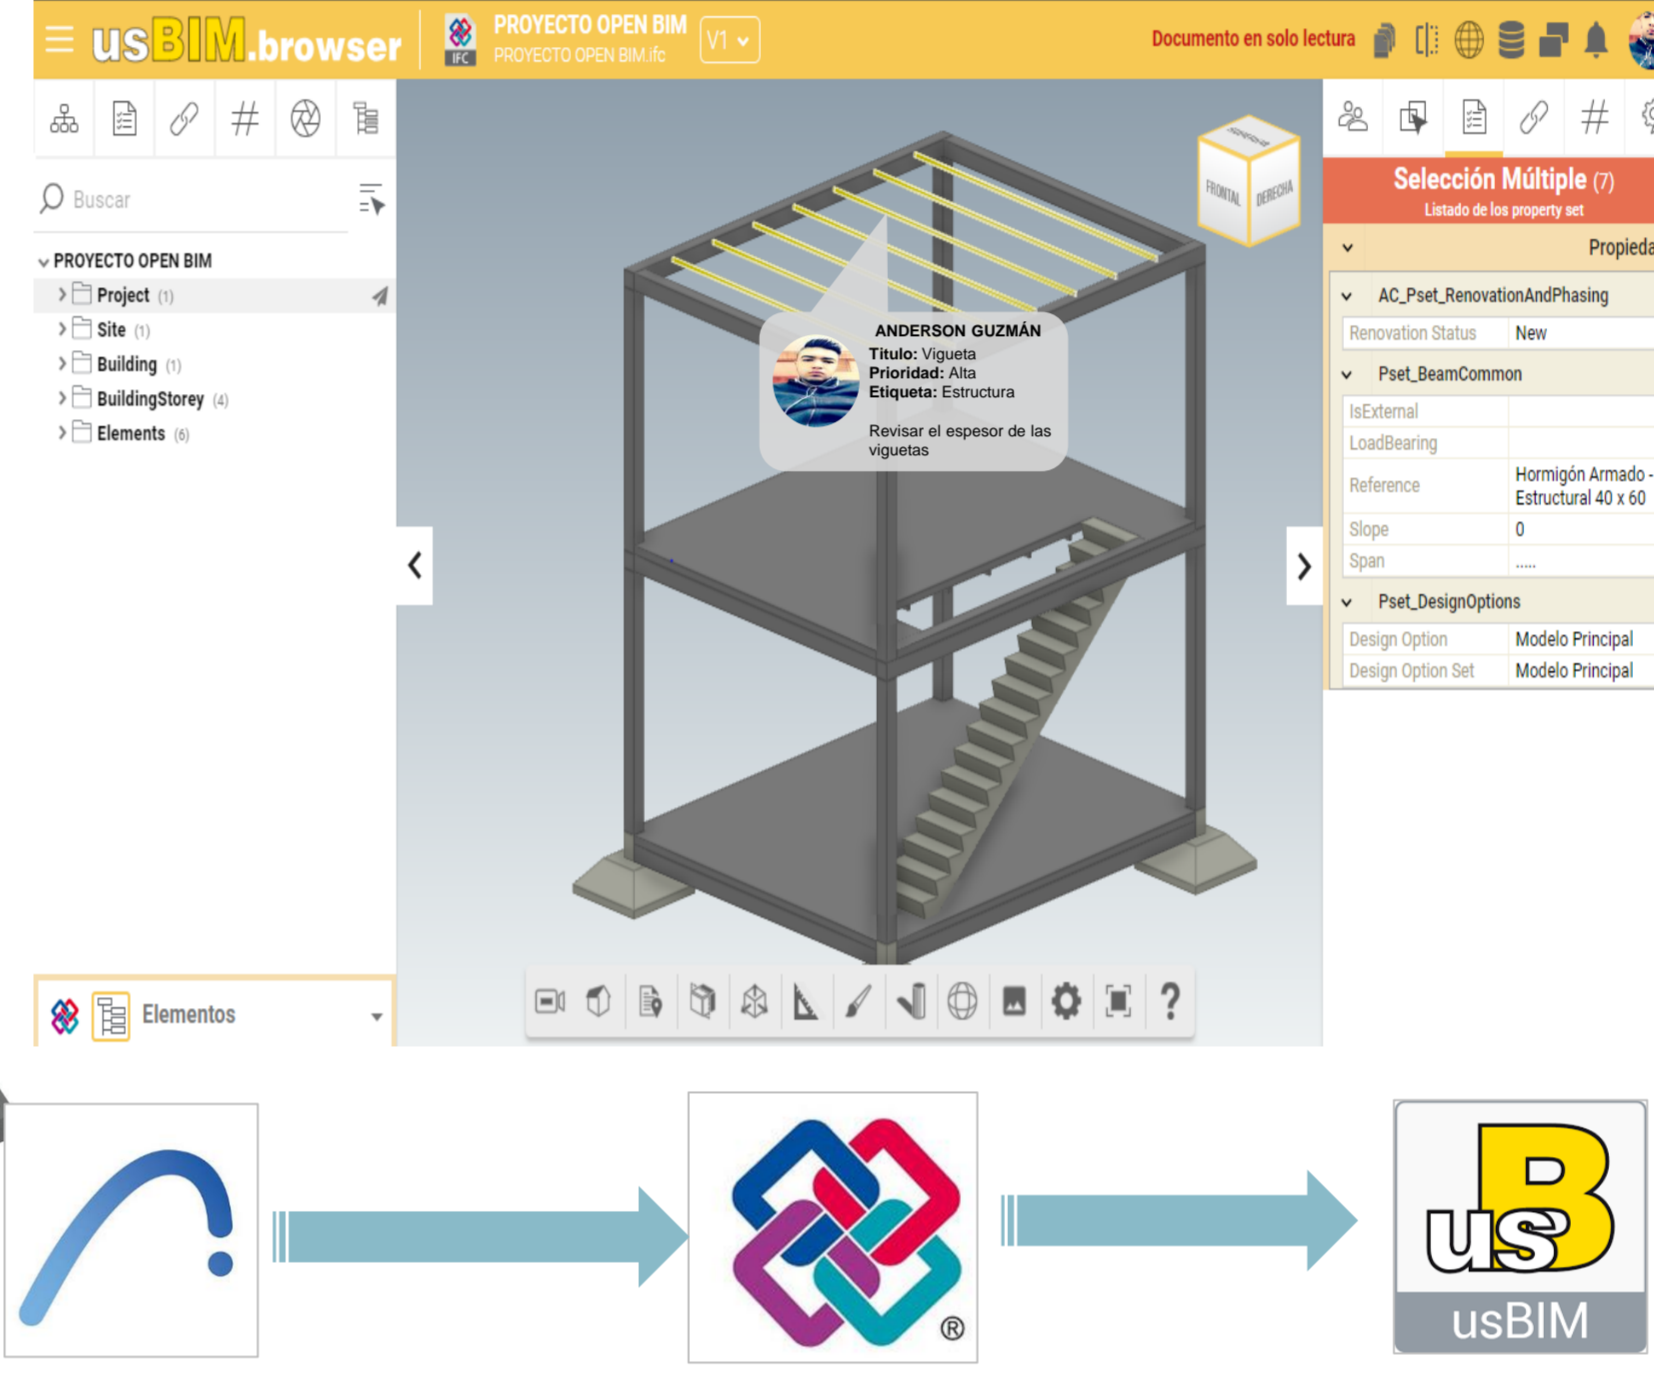 usBIM.browser
IFC
PROYECTO OPEN BIM
PROYECTO OPEN BIM.ifc
V1
Documento en solo lectura
Buscar
PROYECTO OPEN BIM
Project (1)
Site (1)
Building (1)
BuildingStorey (4)
Elements (6)
Elementos
SUPERIOR
FRONTAL
DERECHA
ANDERSON GUZMÁN
Titulo: Vigueta
Prioridad: Alta
Etiqueta: Estructura
Revisar el espesor de las
viguetas
Selección Múltiple (7)
Listado de los property set
Propieda
AC_Pset_RenovationAndPhasing
Renovation Status New
Pset_BeamCommon
IsExternal
LoadBearing
Reference Hormigón Armado -
Estructural 40 x 60
Slope 0
Span .....
Pset_DesignOptions
Design Option Modelo Principal
Design Option Set Modelo Principal
®
usB
usBIM